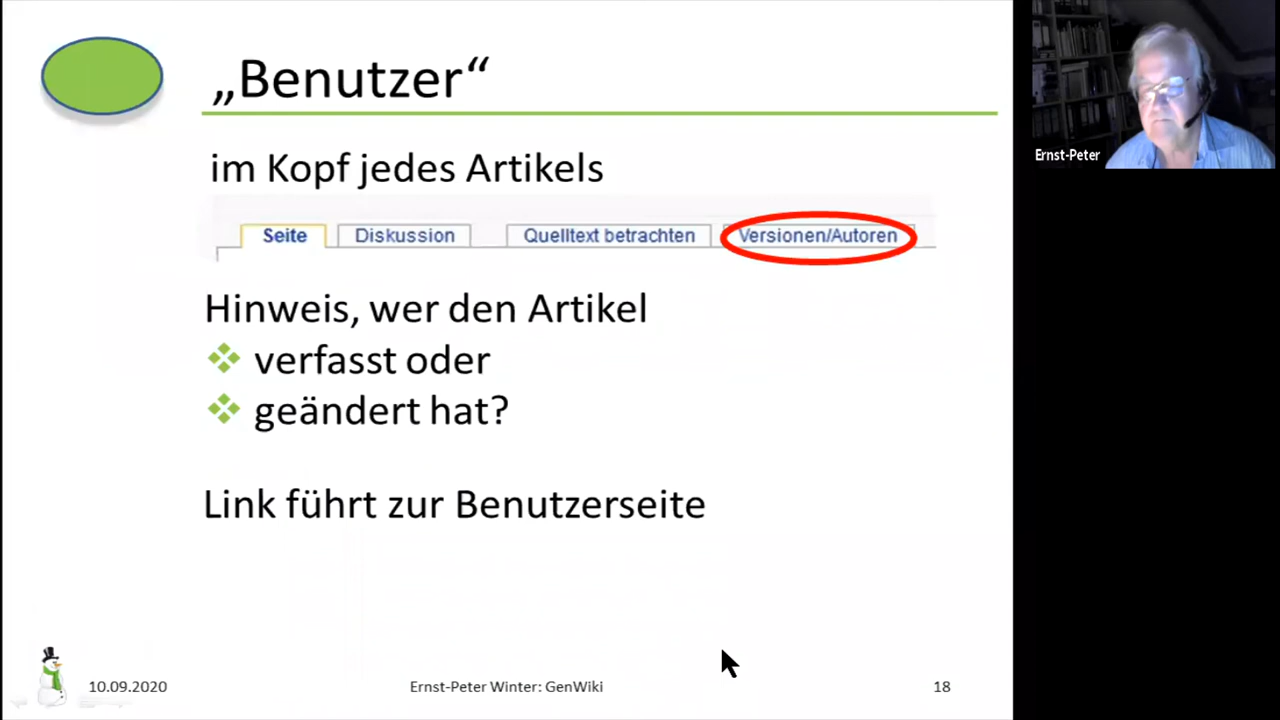 „Benutzer“
im Kopf jedes Artikels
Seite Diskussion Quelltext betrachten Versionen/Autoren
Hinweis, wer den Artikel
verfasst oder
geändert hat?
Link führt zur Benutzerseite
10.09.2020 Ernst-Peter Winter: GenWiki 18
Ernst-Peter